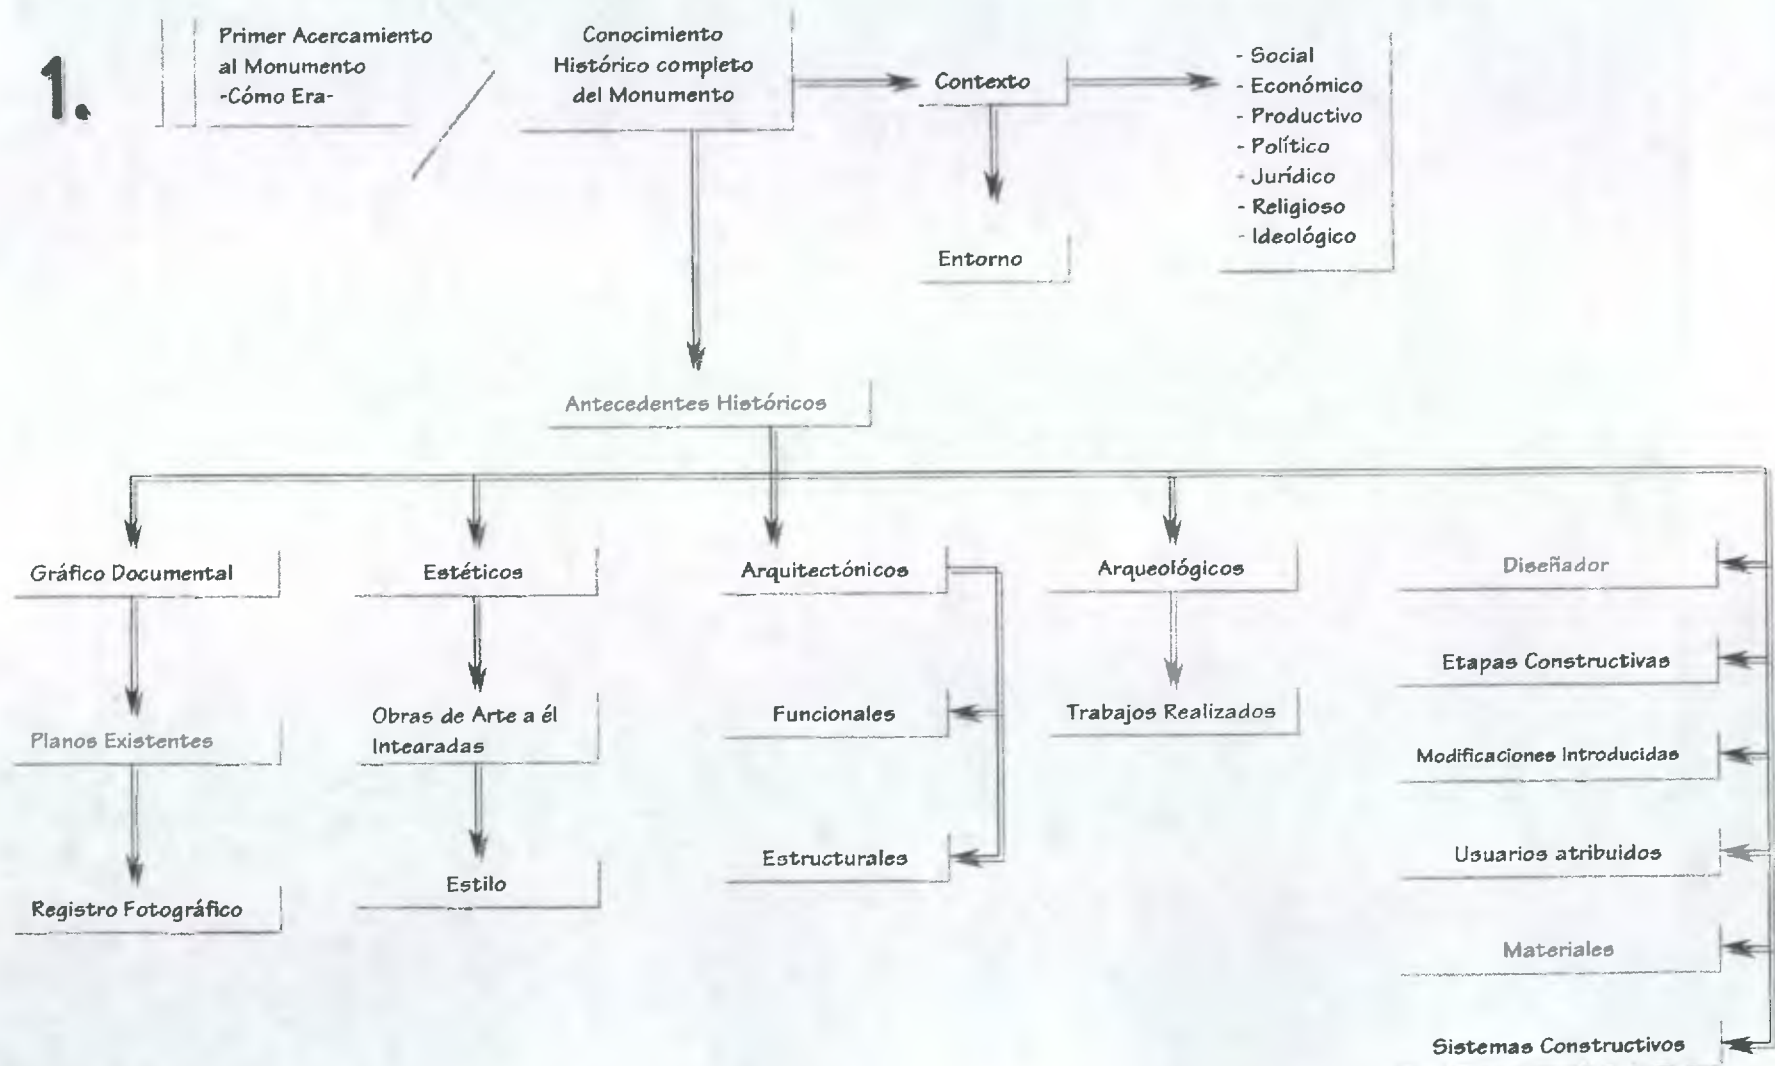 1.
Primer Acercamiento
al Monumento
-Cómo Era-
Conocimiento
Histórico completo
del Monumento
Contexto
- Social
- Económico
- Productivo
- Político
- Jurídico
- Religioso
- Ideológico
Entorno
Antecedentes Históricos
Gráfico Documental
Estéticos
Arquitectónicos
Arqueológicos
Diseñador
Planos Existentes
Obras de Arte a él
Integradas
Funcionales
Trabajos Realizados
Etapas Constructivas
Modificaciones Introducidas
Registro Fotográfico
Estilo
Estructurales
Usuarios atribuidos
Materiales
Sistemas Constructivos